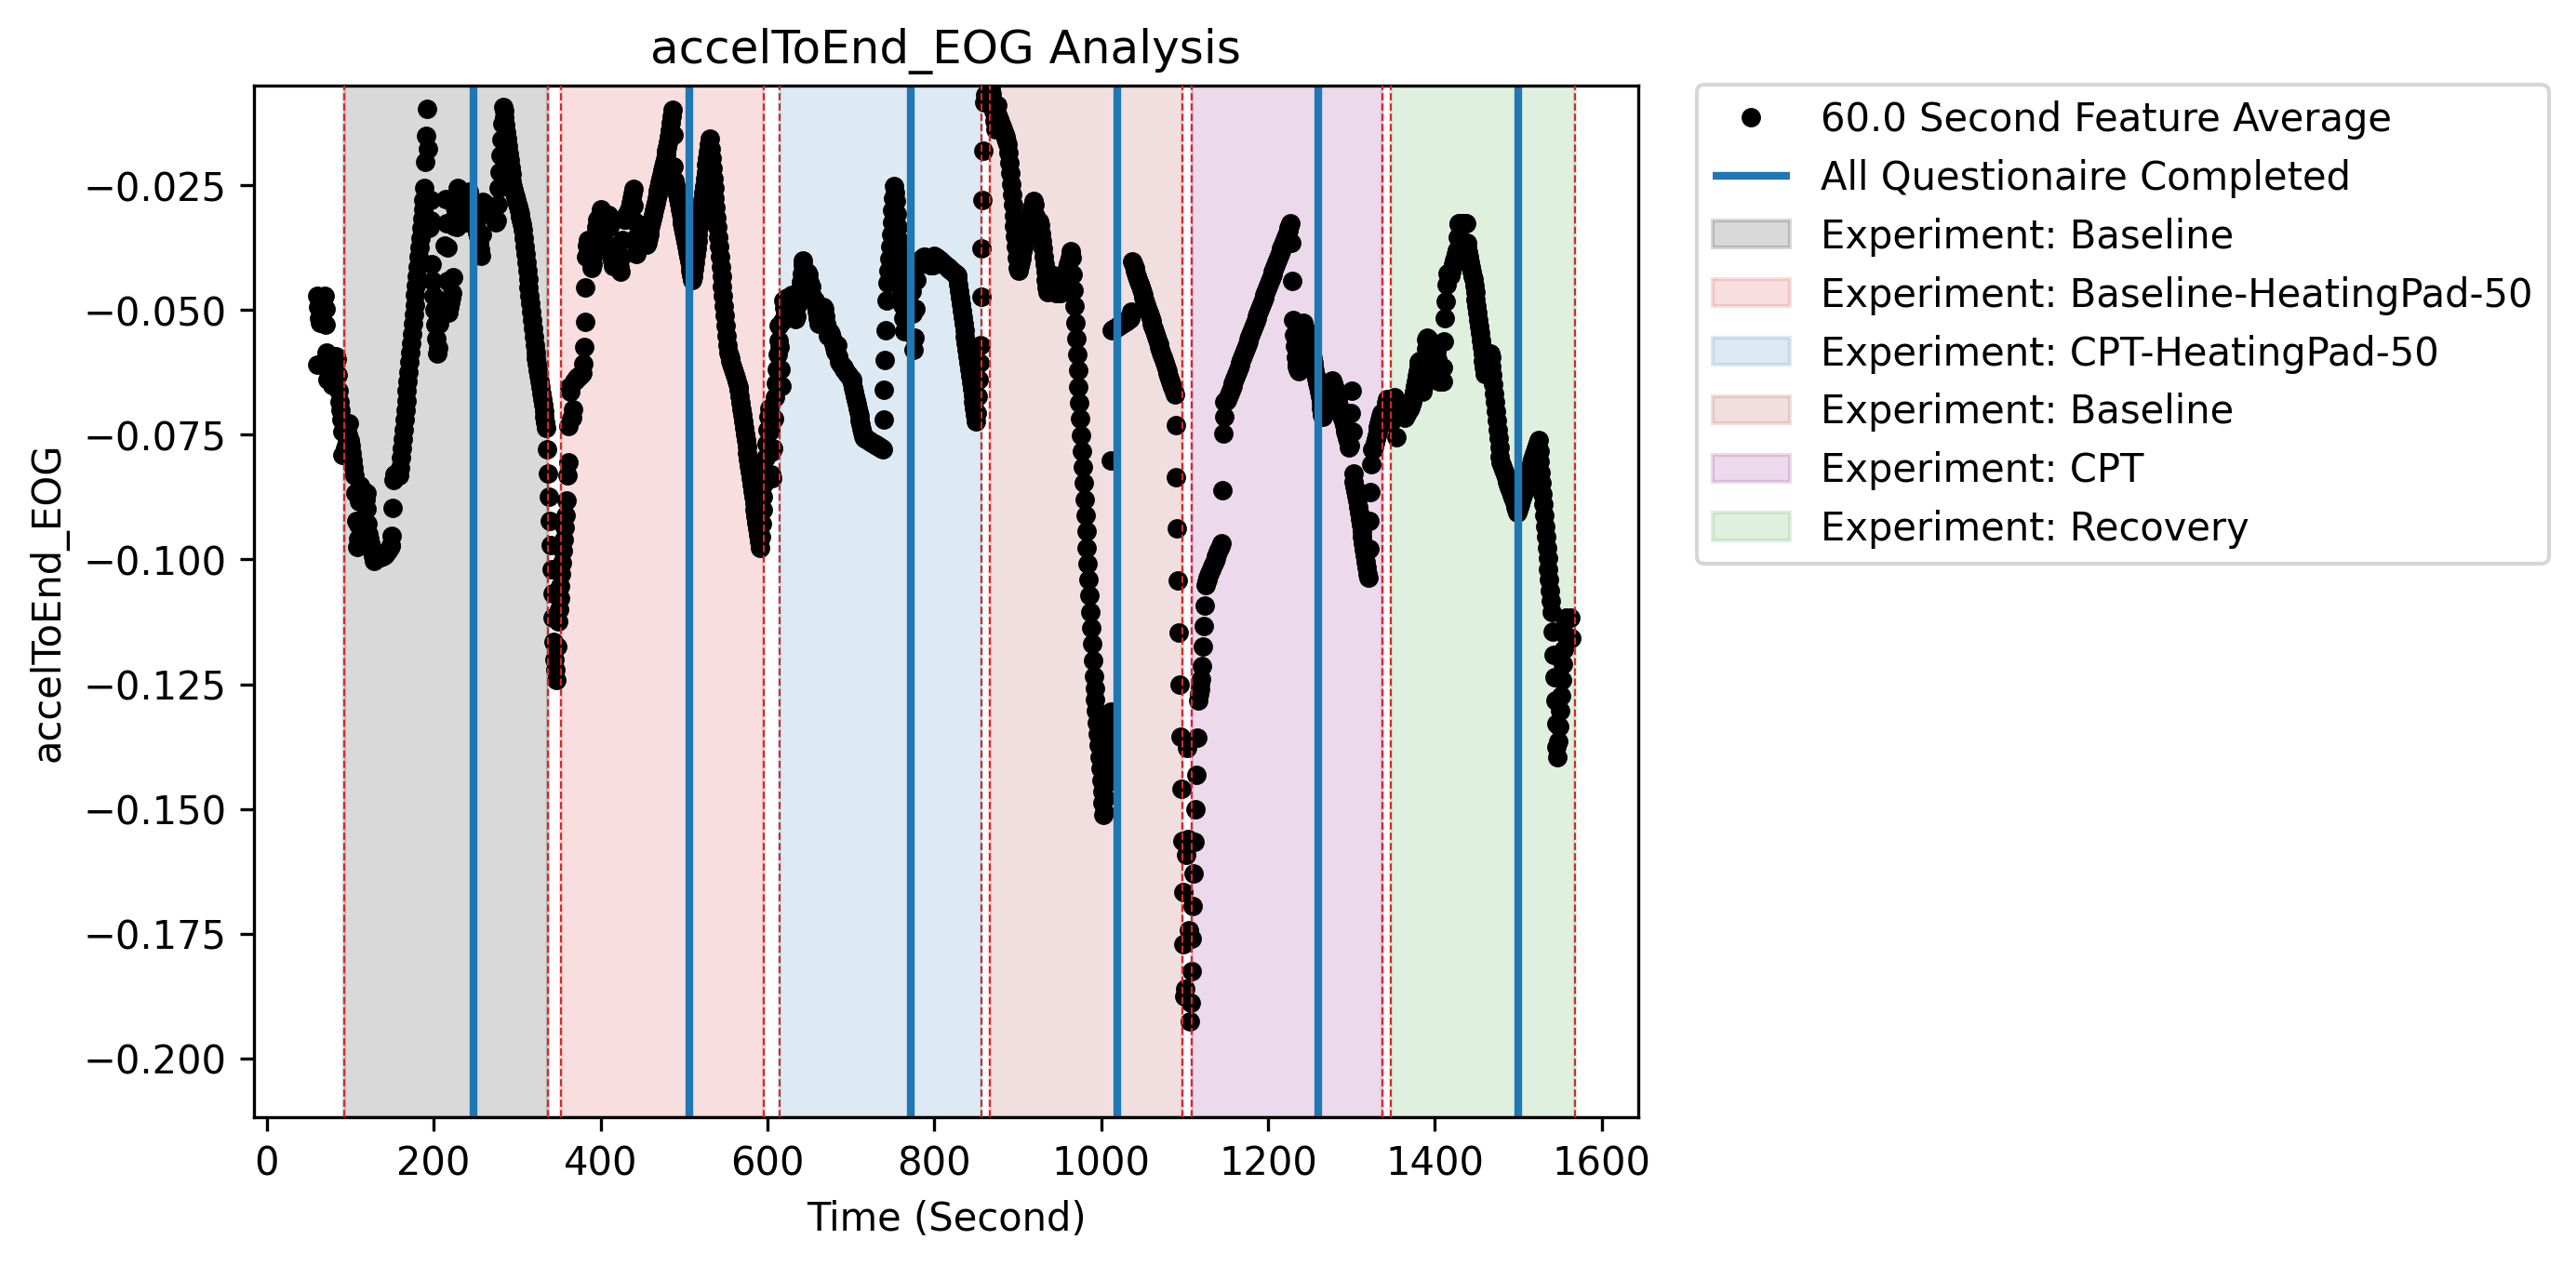 accelToEnd_EOG Analysis
accelToEnd_EOG
−0.025
−0.050
−0.075
−0.100
−0.125
−0.150
−0.175
−0.200
0
200
400
600
800
1000
1200
1400
1600
Time (Second)
60.0 Second Feature Average
All Questionaire Completed
Experiment: Baseline
Experiment: Baseline-HeatingPad-50
Experiment: CPT-HeatingPad-50
Experiment: Baseline
Experiment: CPT
Experiment: Recovery